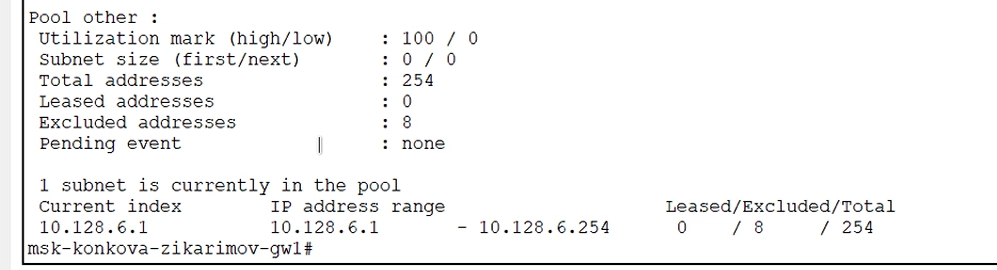 Pool other :
Utilization mark (high/low) : 100 / 0
Subnet size (first/next) : 0 / 0
Total addresses : 254
Leased addresses : 0
Excluded addresses : 8
Pending event : none
1 subnet is currently in the pool
Current index IP address range Leased/Excluded/Total
10.128.6.1 10.128.6.1 - 10.128.6.254 0 / 8 / 254
msk-konkova-zikarimov-gw1#